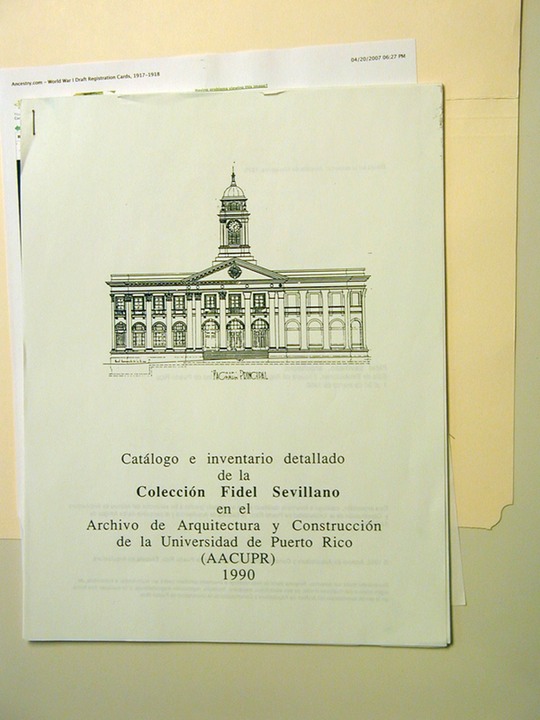 Ancestry.com - World War I Draft Registration Cards, 1917-1918
04/20/2007 06:27 PM
FACHADA PRINCIPAL
Catálogo e inventario detallado
de la
Colección Fidel Sevillano
en el
Archivo de Arquitectura y Construcción
de la Universidad de Puerto Rico
(AACUPR)
1990